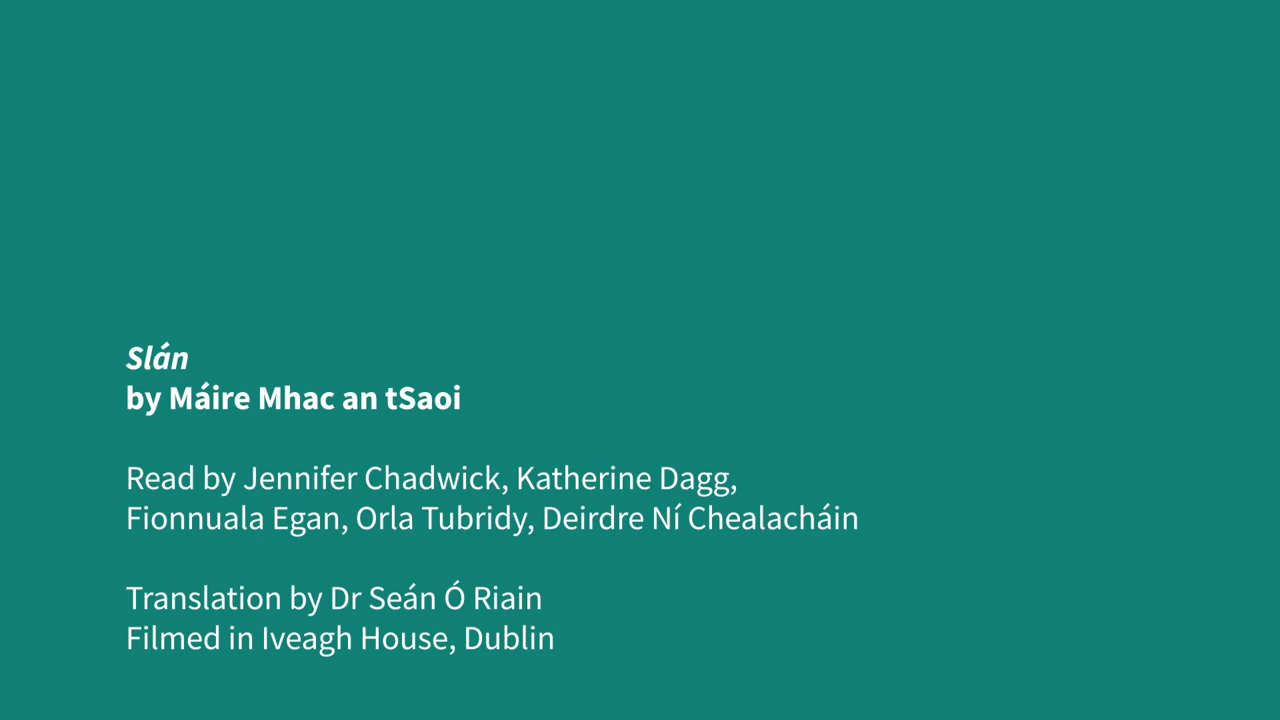 Slán
by Máire Mhac an tSaoi
Read by Jennifer Chadwick, Katherine Dagg,
Fionnuala Egan, Orla Tubridy, Deirdre Ní Chealacháin
Translation by Dr Seán Ó Riain
Filmed in Iveagh House, Dublin